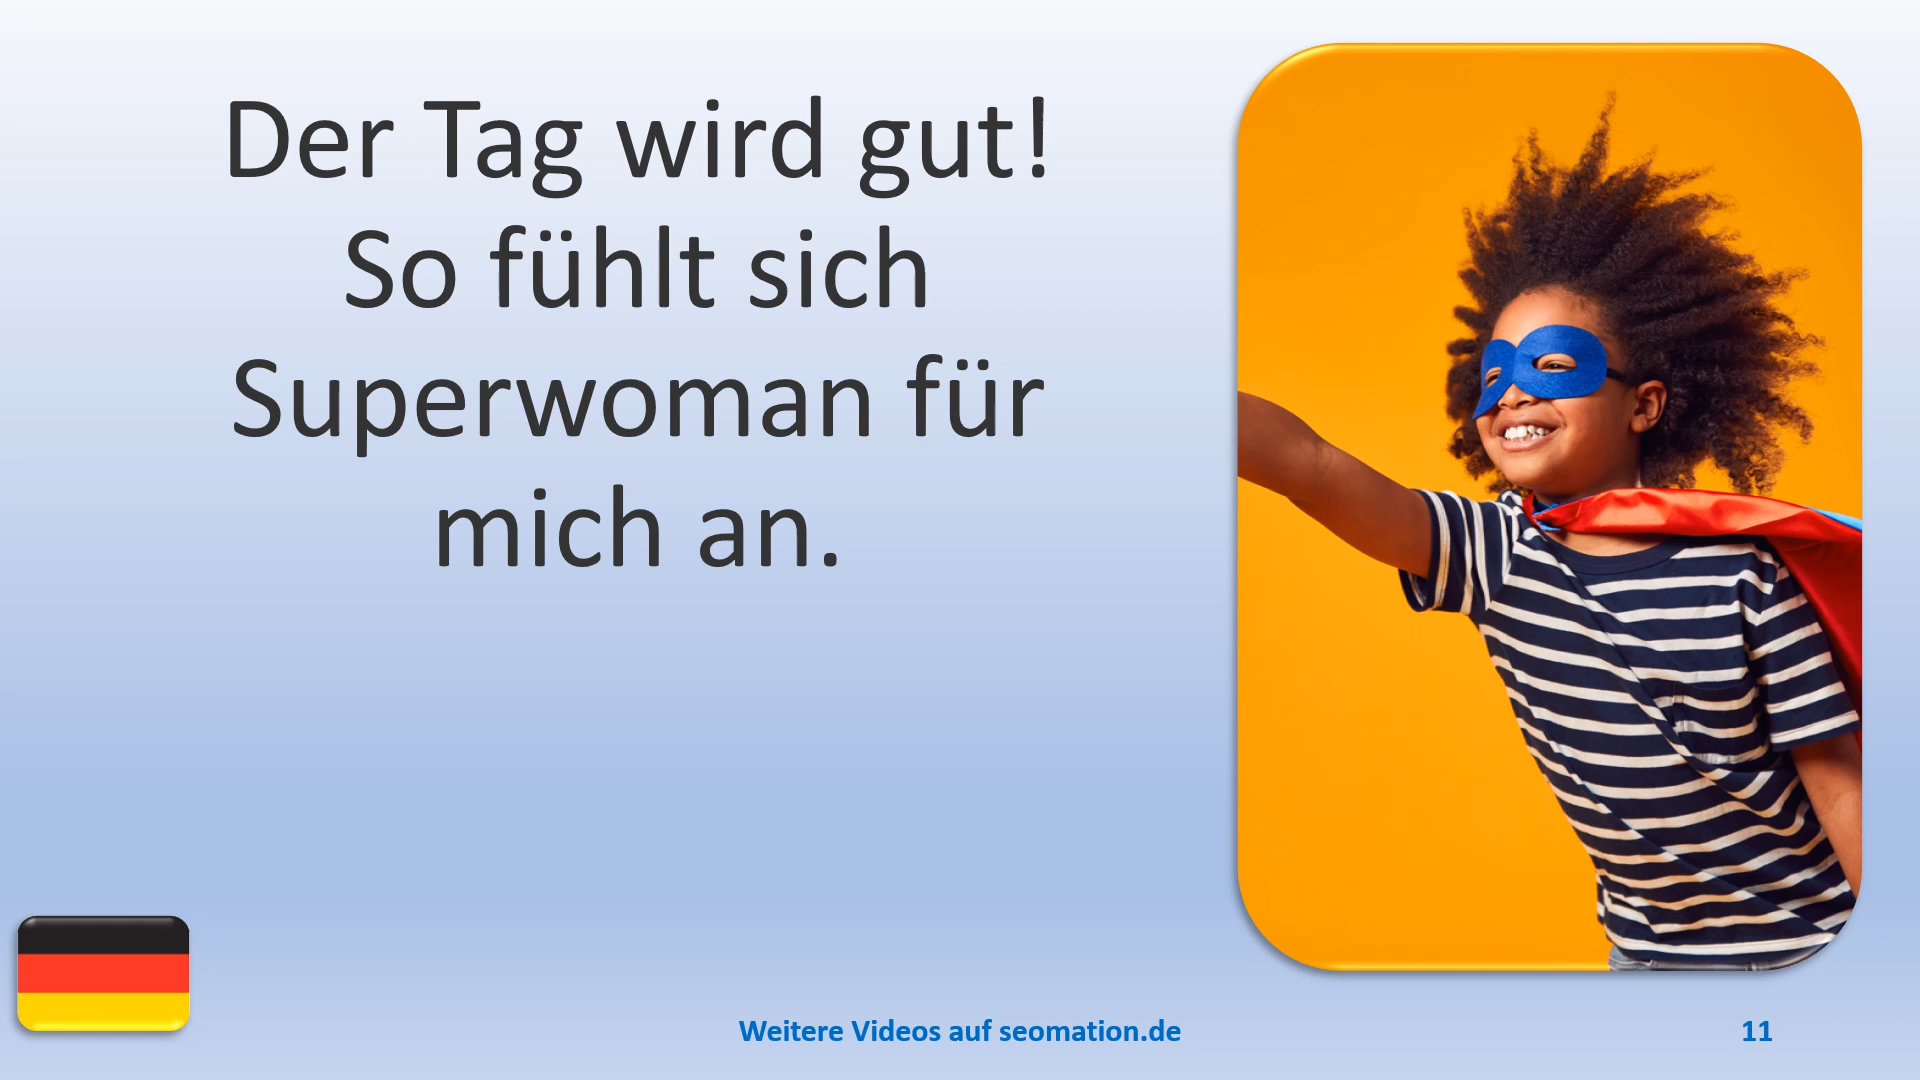 Der Tag wird gut!
So fühlt sich
Superwoman für
mich an.
Weitere Videos auf seomation.de
11